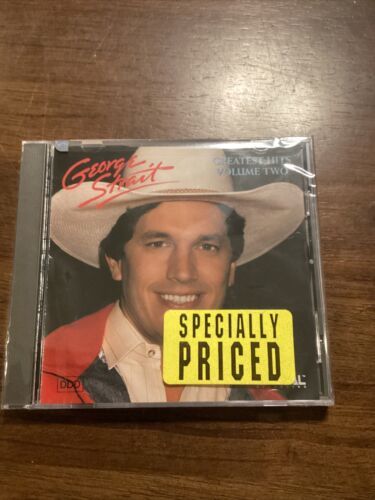 George
Strait
GREATEST HITS
VOLUME TWO
SPECIALLY
PRICED
DDD